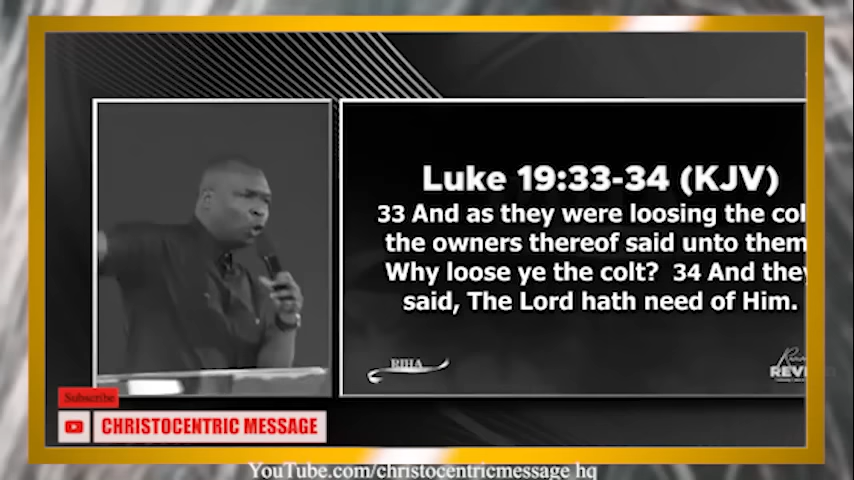 Luke 19:33-34 (KJV)
33 And as they were loosing the col
the owners thereof said unto them
Why loose ye the colt? 34 And they
said, The Lord hath need of Him.
RIHA
REV
Subscribe
CHRISTOCENTRIC MESSAGE
YouTube.com/christocentricmessage hq